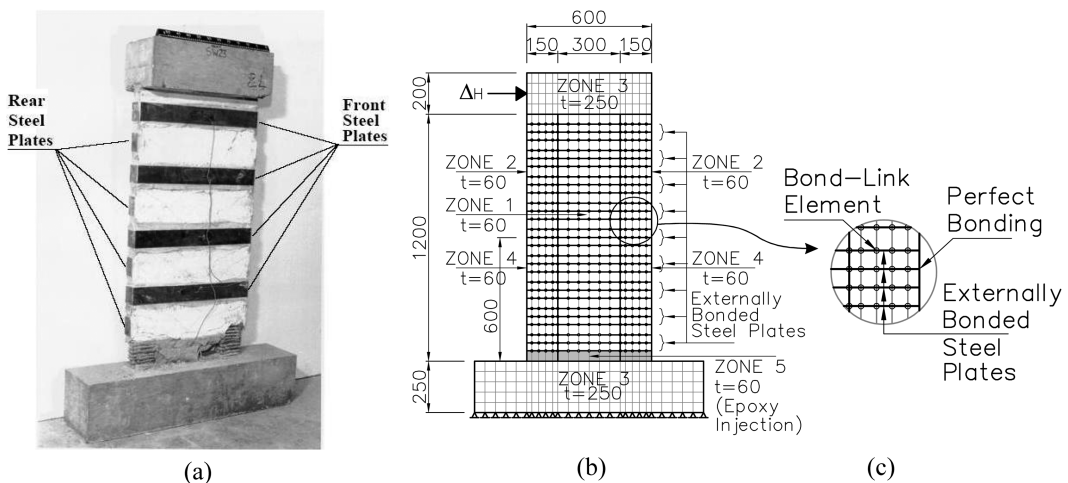 Rear
Steel
Plates
Front
Steel
Plates
(a)
600
150
300
150
200
ΔH
ZONE 3
t=250
1200
ZONE 2
t=60
ZONE 2
t=60
ZONE 1
t=60
ZONE 4
t=60
ZONE 4
t=60
600
Externally
Bonded
Steel Plates
250
ZONE 3
t=250
ZONE 5
t=60
(Epoxy
Injection)
(b)
Bond-Link
Element
Perfect
Bonding
Externally
Bonded
Steel
Plates
(c)